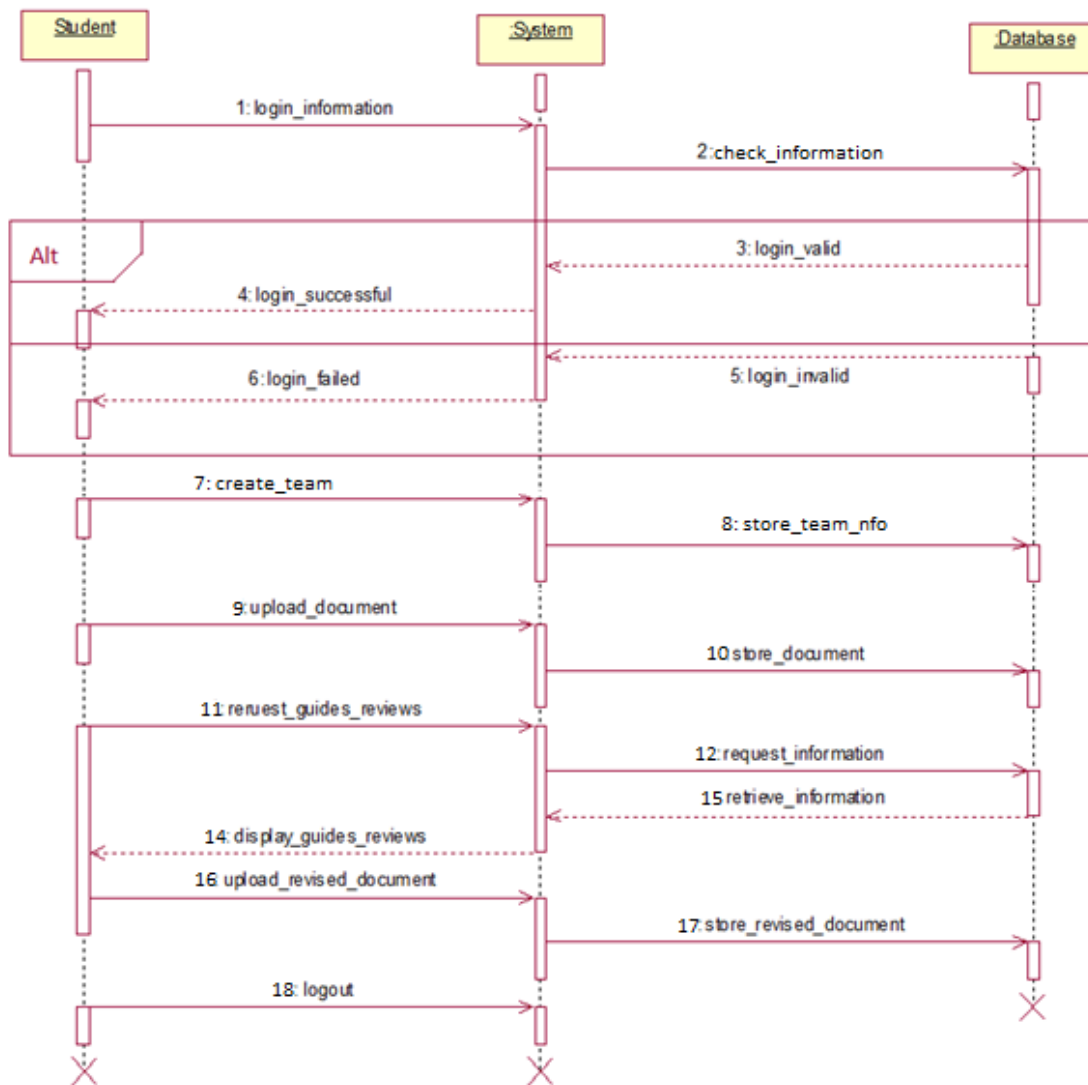 Student
:System
:Database
1: login_information
2:check_information
Alt
3: login_valid
4: login_successful
5: login_invalid
6: login_failed
7: create_team
8: store_team_nfo
9: upload_document
10: store_document
11: reruest_guides_reviews
12: request_information
15: retrieve_information
14: display_guides_reviews
16: upload_revised_document
17: store_revised_document
18: logout